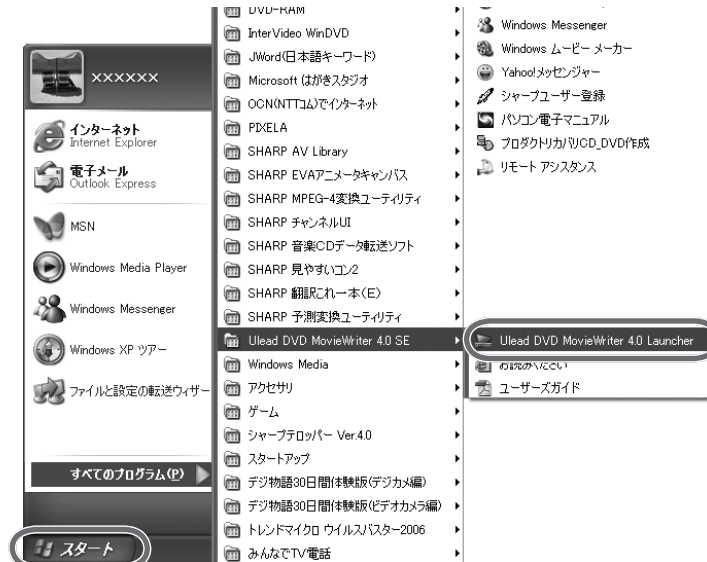 xxxxxx
インターネット
Internet Explorer
電子メール
Outlook Express
MSN
Windows Media Player
Windows Messenger
Windows XP ツアー
ファイルと設定の転送ウィザー
すべてのプログラム(P)
スタート
DVD-RAM
InterVideo WinDVD
JWord(日本語キーワード)
Microsoft はがきスタジオ
OCN(NTTコム)でインターネット
PIXELA
SHARP AV Library
SHARP EVAアニメータキャンバス
SHARP MPEG-4変換ユーティリティ
SHARP チャンネルUI
SHARP 音楽CDデータ転送ソフト
SHARP 見やすいコン2
SHARP 翻訳これ一本(E)
SHARP 予測変換ユーティリティ
Ulead DVD MovieWriter 4.0 SE
Windows Media
アクセサリ
ゲーム
シャープテロッパー Ver.4.0
スタートアップ
デジ物語30日間体験版(デジカメ編)
デジ物語30日間体験版(ビデオカメラ編)
トレンドマイクロ ウイルスバスター2006
みんなでTV電話
Windows Messenger
Windows ムービー メーカー
Yahoo!メッセンジャー
シャープユーザー登録
パソコン電子マニュアル
プロダクトリカバリCD_DVD作成
リモート アシスタンス
Ulead DVD MovieWriter 4.0 Launcher
お読みください
ユーザーズガイド